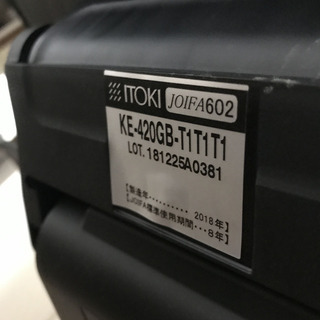 ITOKI JOIFA602
KE-420GB-T1T1T1
LOT. 181225A0381
【製造年‥‥‥‥2018年】
【JOIFA標準使用期間‥‥8年】